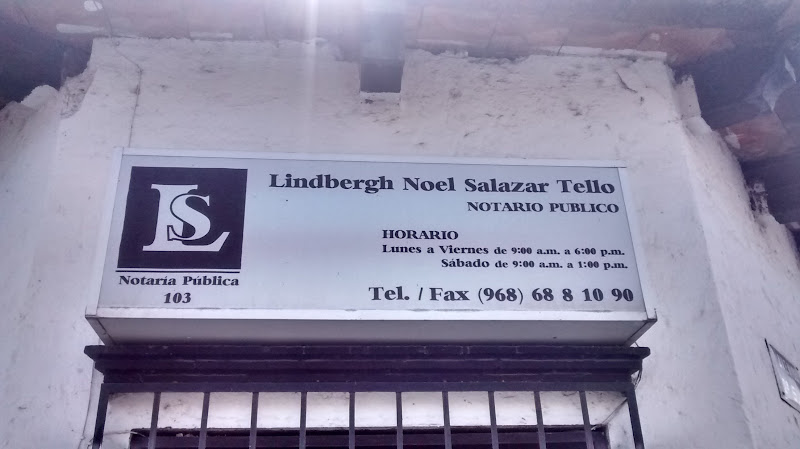 LS
Notaría Pública
103
Lindbergh Noel Salazar Tello
NOTARIO PUBLICO
HORARIO
Lunes a Viernes de 9:00 a.m. a 6:00 p.m.
Sábado de 9:00 a.m. a 1:00 p.m.
Tel. / Fax (968) 68 8 10 90